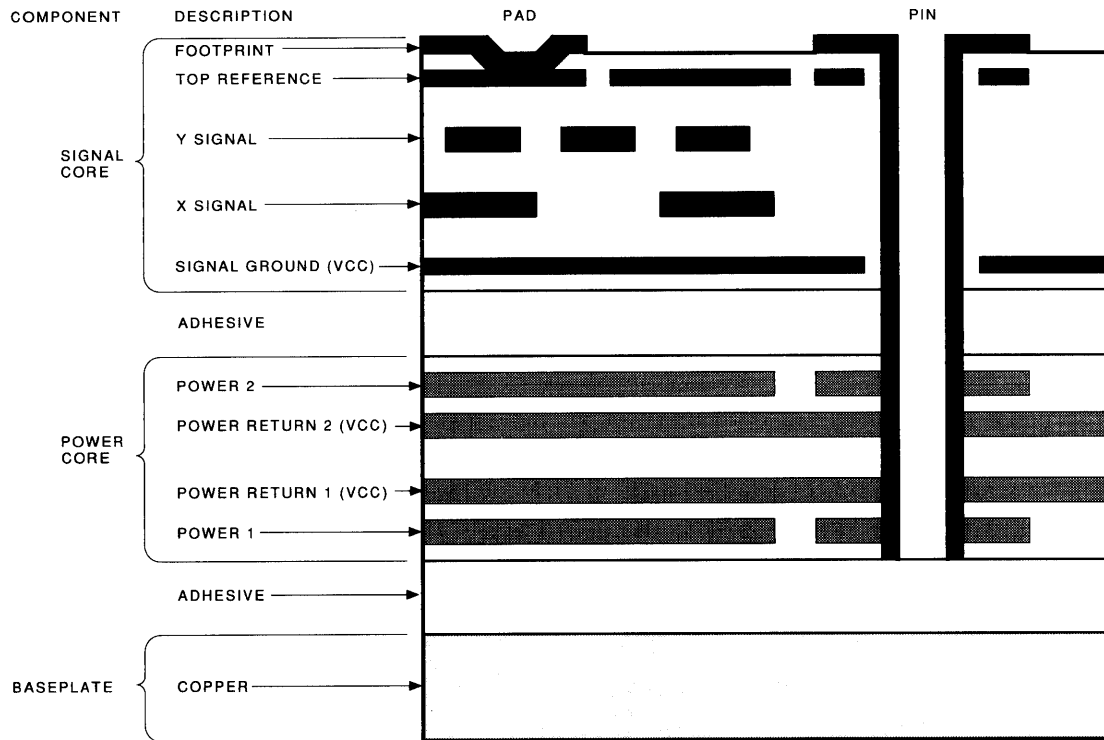 COMPONENT DESCRIPTION PAD PIN
FOOTPRINT
TOP REFERENCE
Y SIGNAL
SIGNAL
CORE
X SIGNAL
SIGNAL GROUND (VCC)
ADHESIVE
POWER 2
POWER RETURN 2 (VCC)
POWER
CORE
POWER RETURN 1 (VCC)
POWER 1
ADHESIVE
BASEPLATE
COPPER